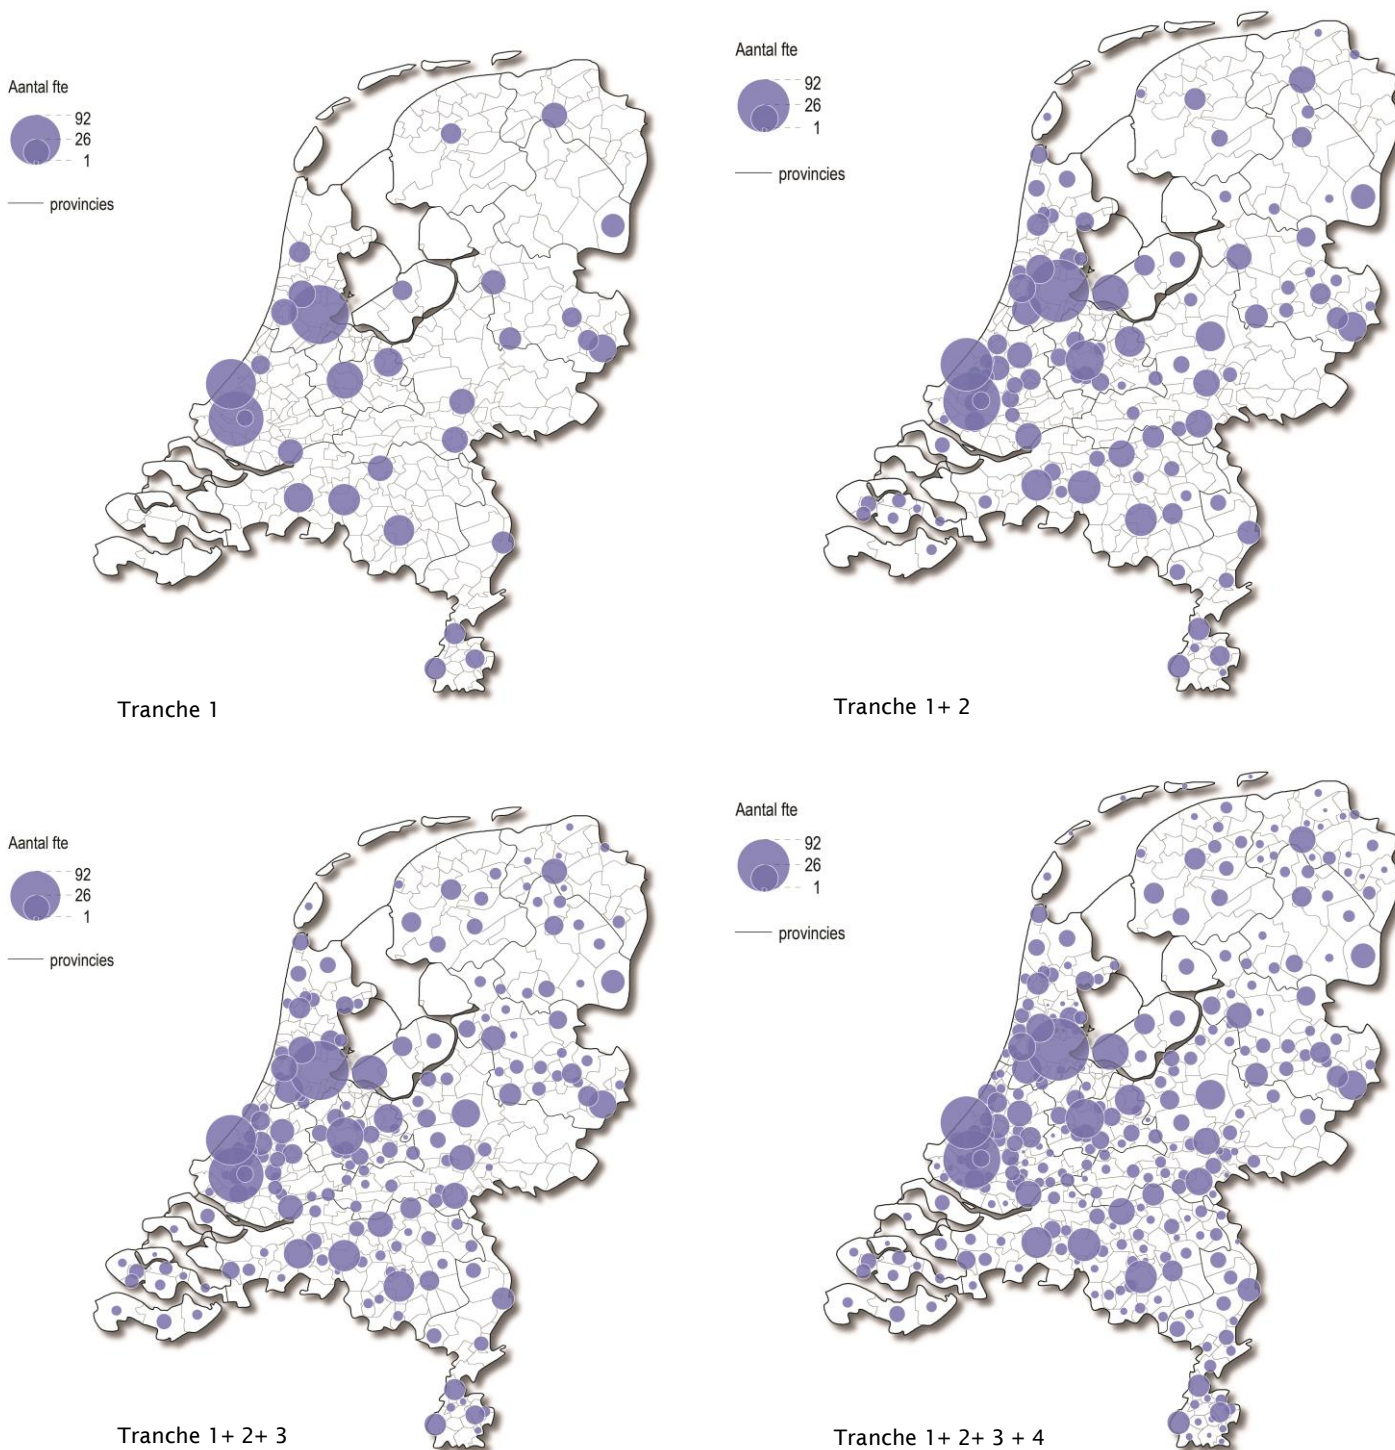 Aantal fte
92
26
1
provincies
Tranche 1
Aantal fte
92
26
1
provincies
Tranche 1+ 2
Aantal fte
92
26
1
provincies
Tranche 1+ 2+ 3
Aantal fte
92
26
1
provincies
Tranche 1+ 2+ 3 + 4